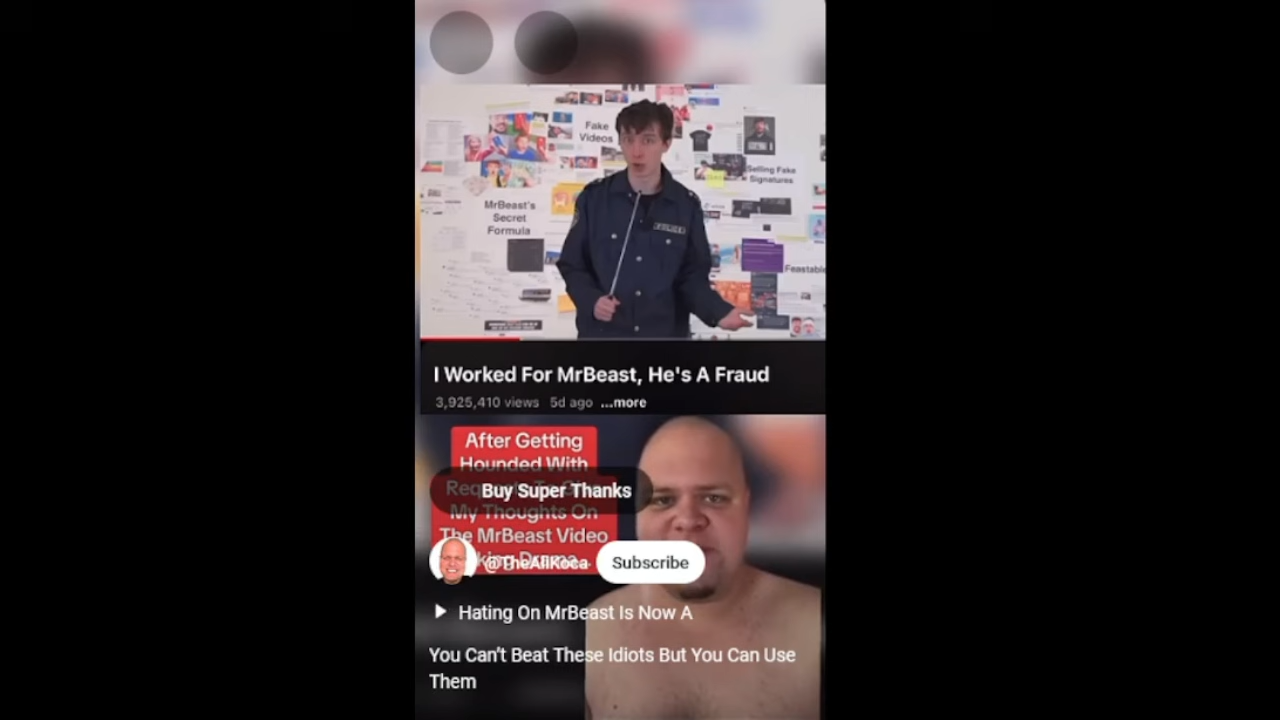 Fake
Videos
Selling Fake
Signatures
MrBeast's
Secret
Formula
Feastable
I Worked For MrBeast, He's A Fraud
3,925,410 views 5d ago ...more
After Getting
Hounded With
Buy Super Thanks
My Thoughts On
The MrBeast Video
@TheAliKoca
Subscribe
Hating On MrBeast Is Now A
You Can't Beat These Idiots But You Can Use
Them